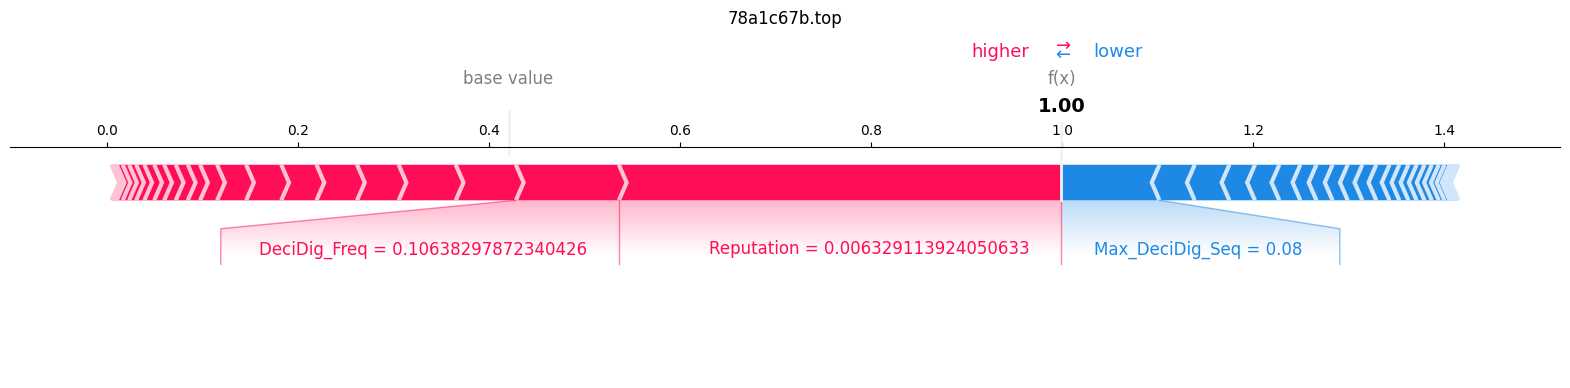 78a1c67b.top
higher ⇄ lower
base value f(x)
1.00
0.0 0.2 0.4 0.6 0.8 1.0 1.2 1.4
DeciDig_Freq = 0.10638297872340426 Reputation = 0.006329113924050633 Max_DeciDig_Seq = 0.08